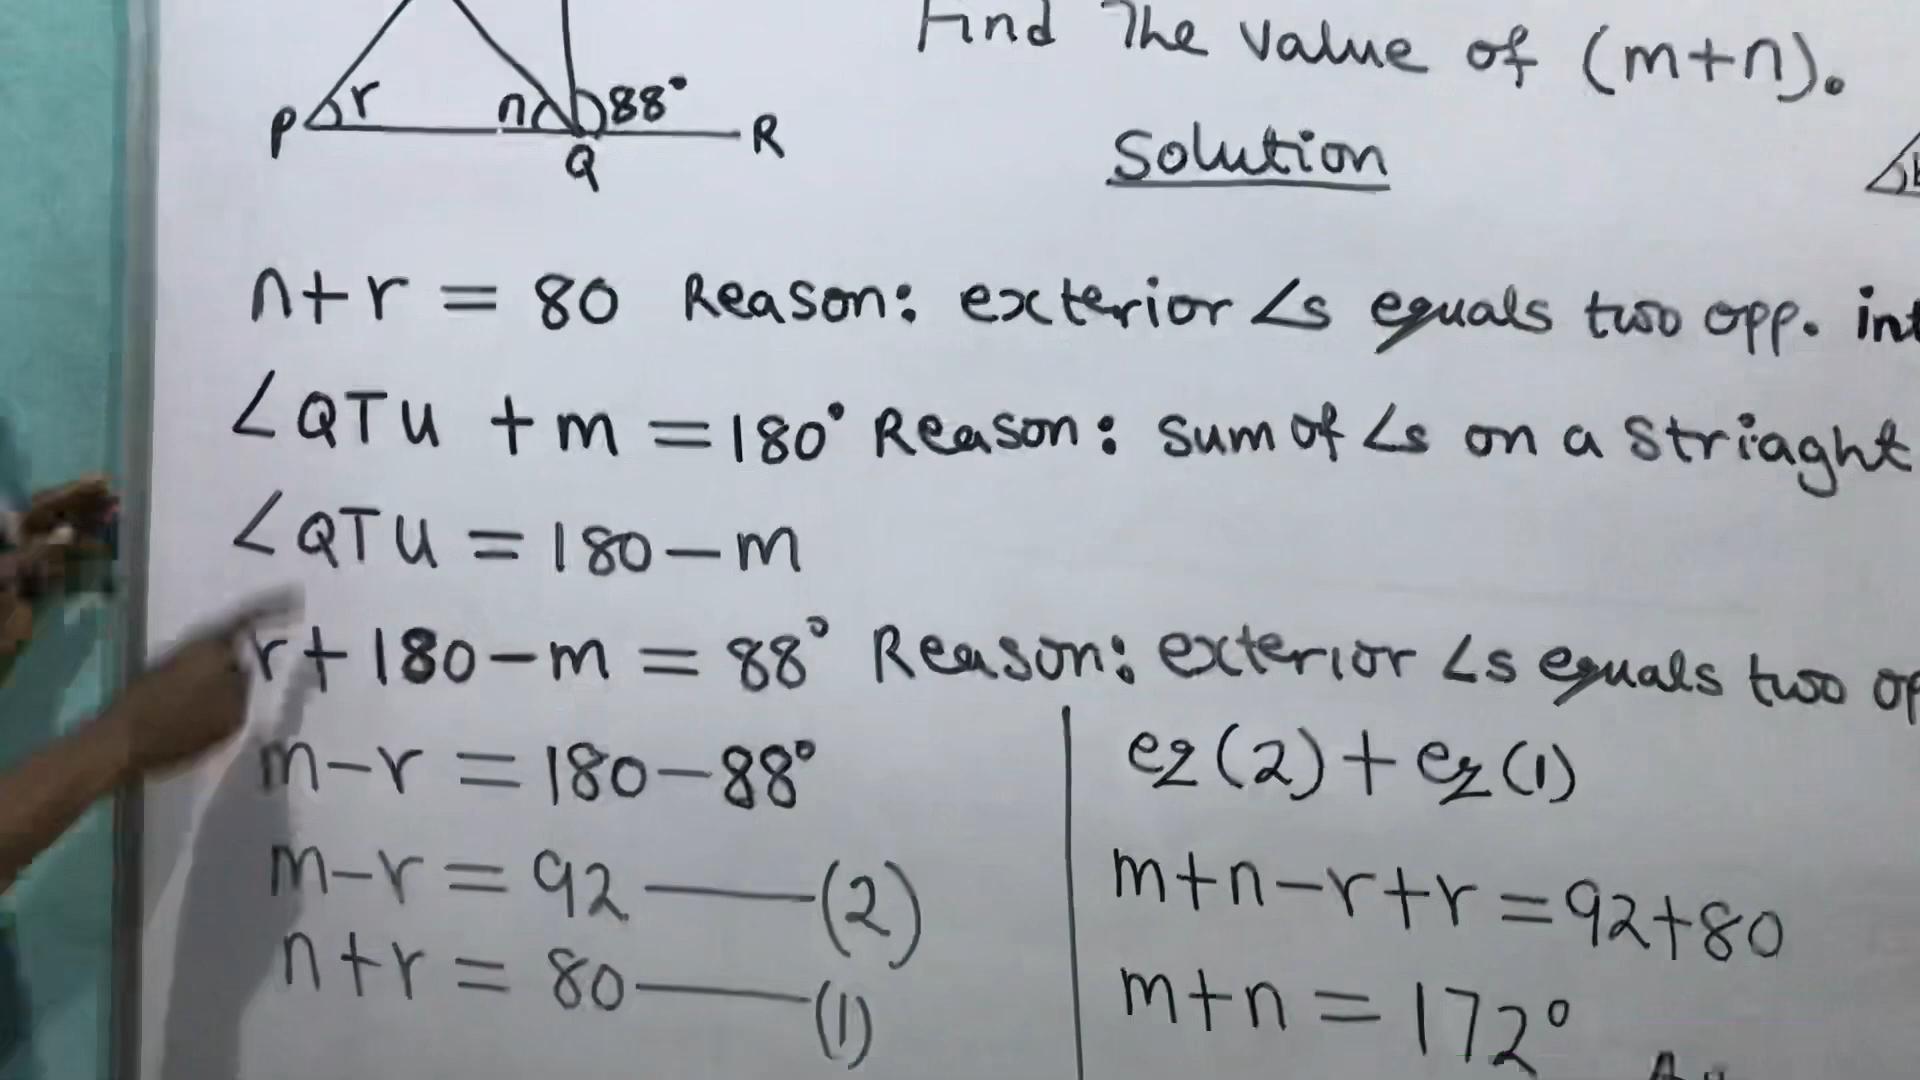 Find The value of (m+n).
r
n
88°
P
R
Q
Solution
n+r = 80 Reason: exterior ∠s equals two opp. int
∠QTU + m = 180° Reason: sum of ∠s on a striaght
∠QTU = 180-m
r+180-m = 88° Reason: exterior ∠s equals two op
m-r = 180-88°
m-r = 92 —(2)
n+r = 80 —(1)
eq(2)+eq(1)
m+n-r+r = 92+80
m+n = 172°